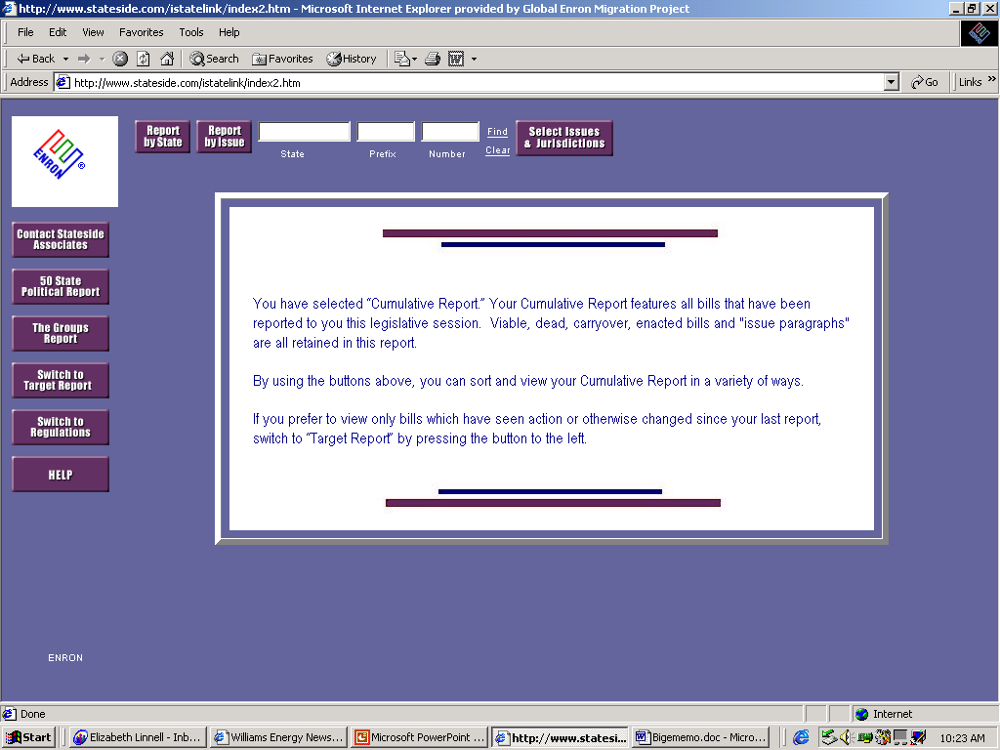 http://www.stateside.com/istatelink/index2.htm - Microsoft Internet Explorer provided by Global Enron Migration Project
File Edit View Favorites Tools Help
Back Search Favorites History
Address http://www.stateside.com/istatelink/index2.htm Go Links »
ENRON ®
Report by State
Report by Issue
State
Prefix
Number
Find
Clear
Select Issues & Jurisdictions
Contact Stateside Associates
50 State Political Report
The Groups Report
Switch to Target Report
Switch to Regulations
HELP
You have selected “Cumulative Report.” Your Cumulative Report features all bills that have been
reported to you this legislative session.  Viable, dead, carryover, enacted bills and "issue paragraphs"
are all retained in this report.
By using the buttons above, you can sort and view your Cumulative Report in a variety of ways.
If you prefer to view only bills which have seen action or otherwise changed since your last report,
switch to “Target Report” by pressing the button to the left.
ENRON
Done Internet
Start Elizabeth Linnell - Inb... Williams Energy News... Microsoft PowerPoint ... http://www.statesi... Bigememo.doc - Micro... 10:23 AM